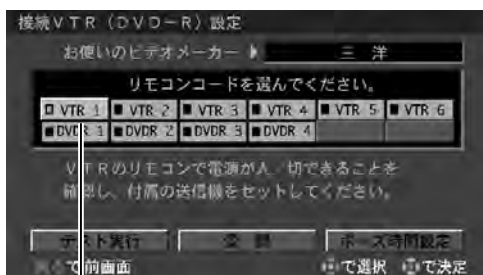 接続VTR（DVD－R）設定
お使いのビデオメーカー 三 洋
リモコンコードを選んでください。
VTR 1 VTR 2 VTR 3 VTR 4 VTR 5 VTR 6
DVDR 1 DVDR 2 DVDR 3 DVDR 4
VTRのリモコンで電源が入／切できることを
確認し、付属の送信機をセットしてください。
テスト実行 登 録 ポーズ時間設定
で前画面 で選択 で決定